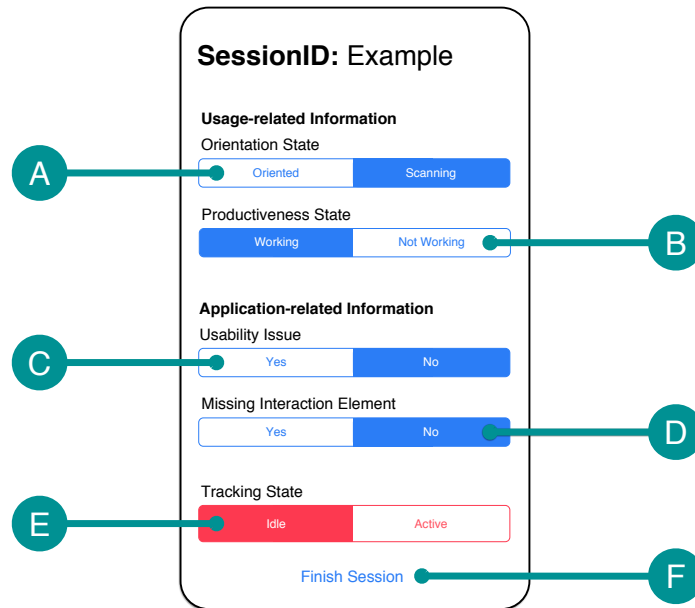 SessionID: Example
Usage-related Information
Orientation State
A
Oriented Scanning
Productiveness State
Working Not Working
B
Application-related Information
Usability Issue
C
Yes No
Missing Interaction Element
Yes No
D
Tracking State
E
Idle Active
Finish Session
F